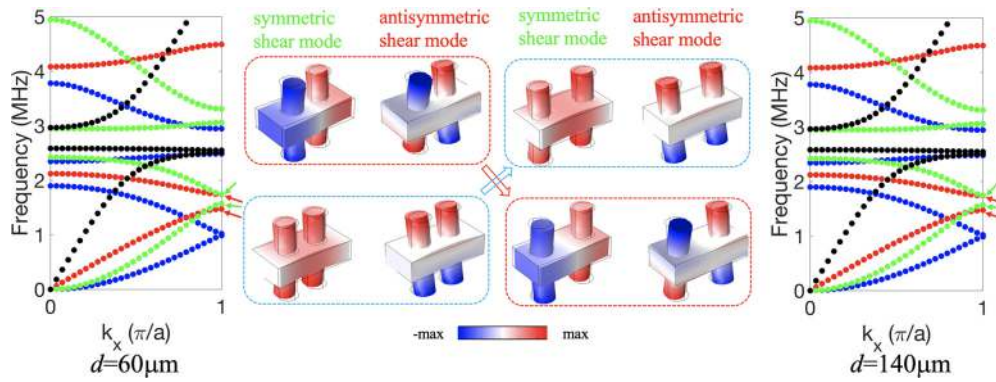 symmetric
shear mode
antisymmetric
shear mode
symmetric
shear mode
antisymmetric
shear mode
Frequency (MHz)
5
4
3
2
1
0
0
1
k_x (π/a)
d=60μm
-max
max
Frequency (MHz)
5
4
3
2
1
0
0
1
k_x (π/a)
d=140μm